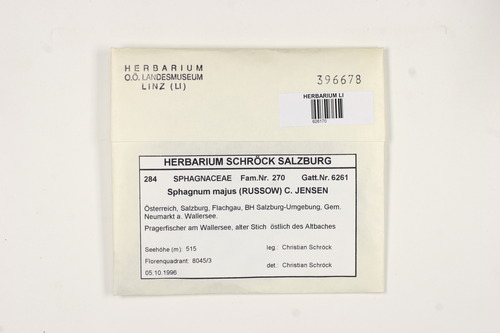 HERBARIUM
O.Ö. LANDESMUSEUM
LINZ (LI)
396678
HERBARIUM LI
626170
HERBARIUM SCHRÖCK SALZBURG
284 SPHAGNACEAE Fam.Nr. 270 Gatt.Nr. 6261
Sphagnum majus (RUSSOW) C. JENSEN
Österreich, Salzburg, Flachgau, BH Salzburg-Umgebung, Gem.
Neumarkt a. Wallersee.
Pragerfischer am Wallersee, alter Stich östlich des Altbaches
Seehöhe (m): 515 leg.: Christian Schröck
Florenquadrant: 8045/3 det.: Christian Schröck
05.10.1996